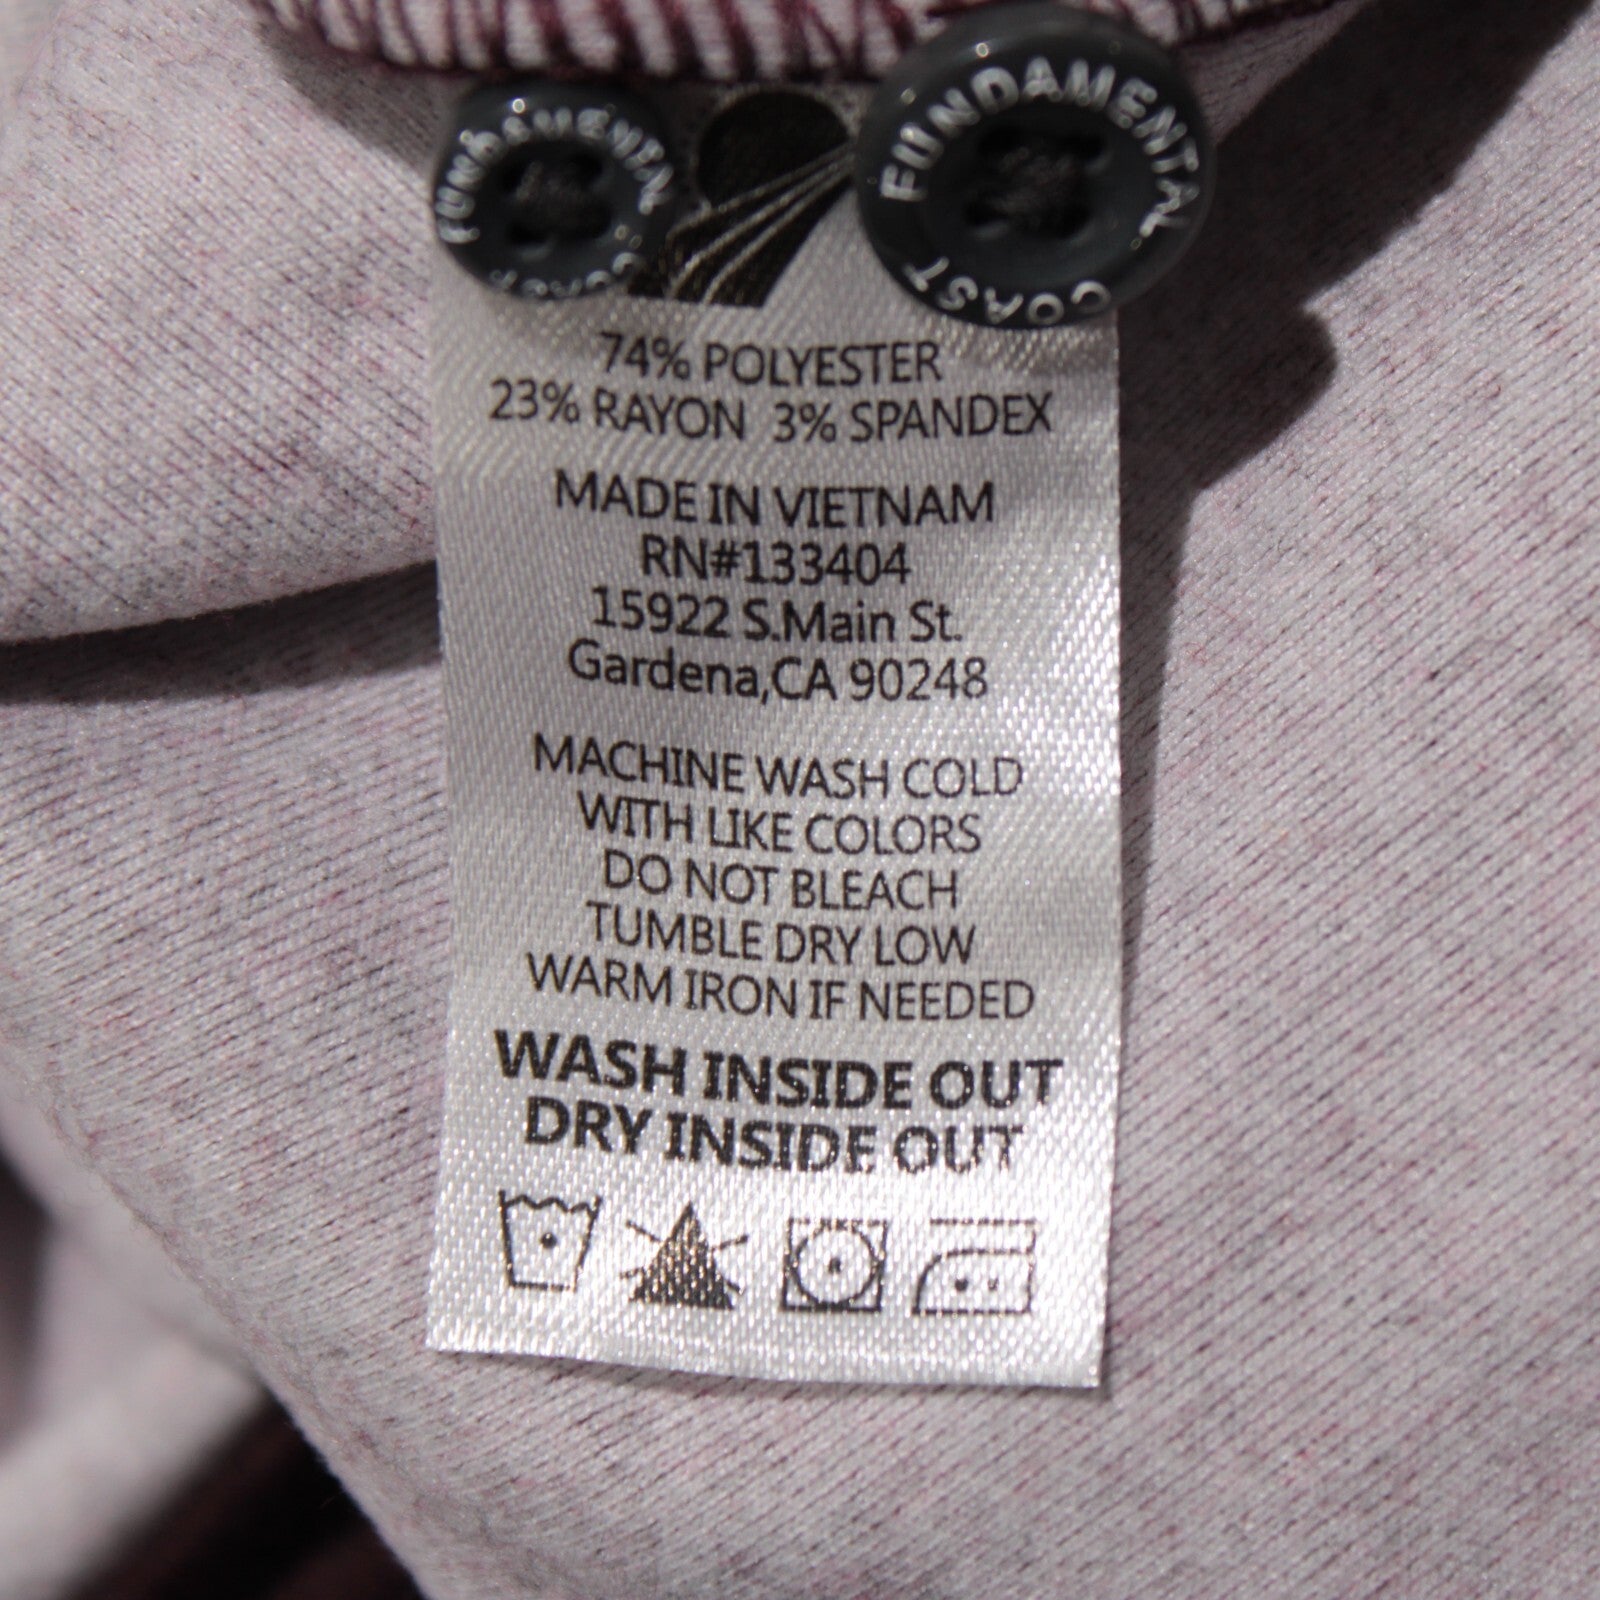 FUNDAMENTAL COAST
FUNDAMENTAL COAST
74% POLYESTER
23% RAYON 3% SPANDEX
MADE IN VIETNAM
RN#133404
15922 S.Main St.
Gardena,CA 90248
MACHINE WASH COLD
WITH LIKE COLORS
DO NOT BLEACH
TUMBLE DRY LOW
WARM IRON IF NEEDED
WASH INSIDE OUT
DRY INSIDE OUT